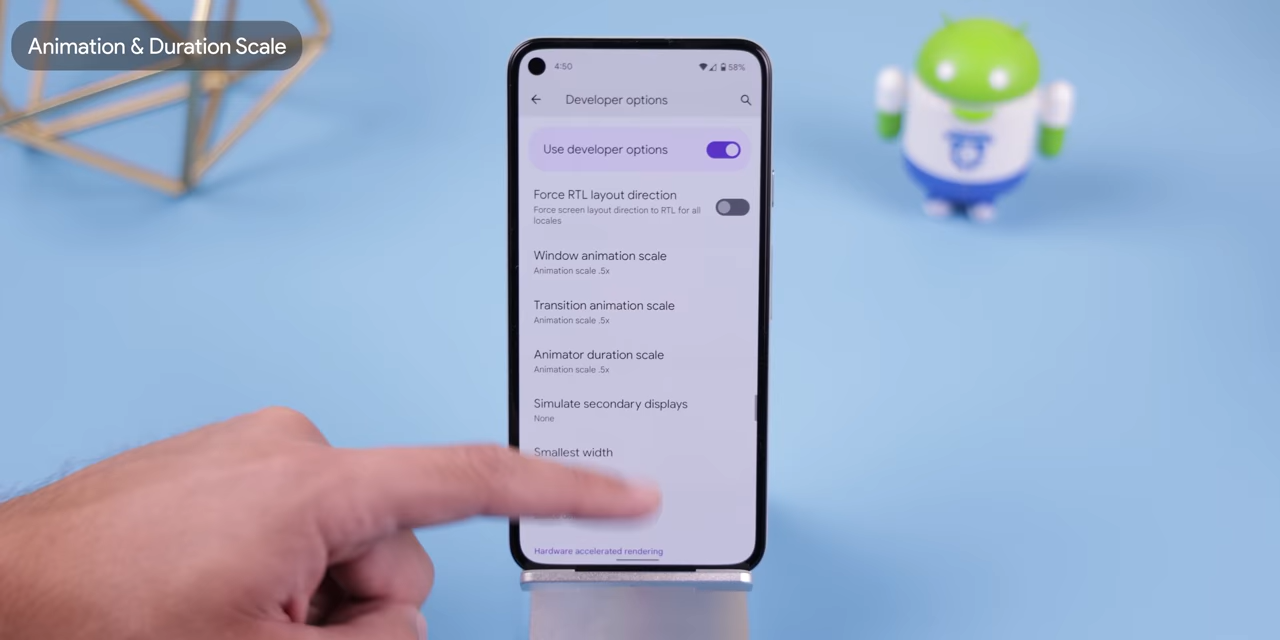 Animation & Duration Scale
4:50
58%
Developer options
Use developer options
Force RTL layout direction
Force screen layout direction to RTL for all
locales
Window animation scale
Animation scale .5x
Transition animation scale
Animation scale .5x
Animator duration scale
Animation scale .5x
Simulate secondary displays
None
Smallest width
Hardware accelerated rendering